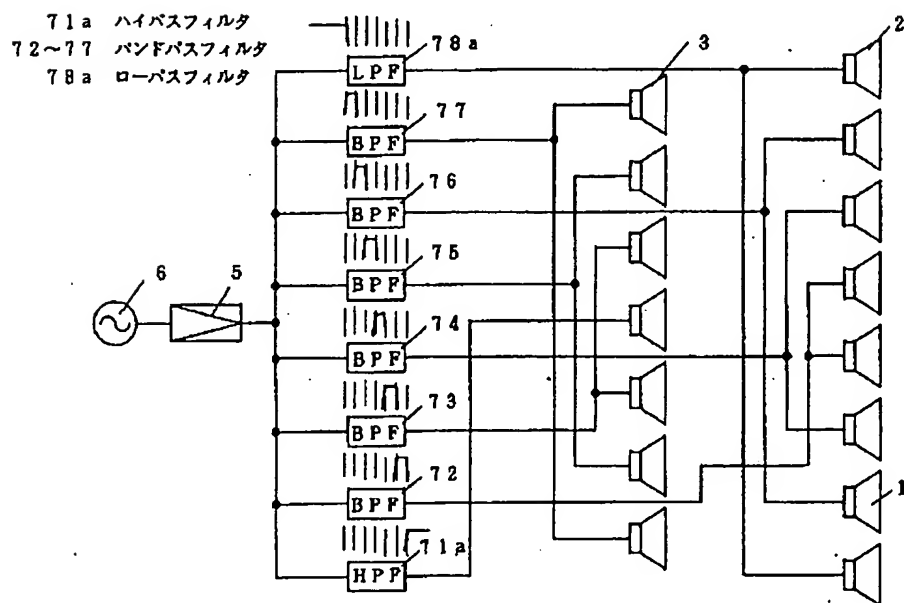 71a ハイパスフィルタ
72~77 バンドパスフィルタ
78a ローパスフィルタ
78a
LPF
77
BPF
76
BPF
75
BPF
74
BPF
73
BPF
72
BPF
71a
HPF
6
5
3
2
1